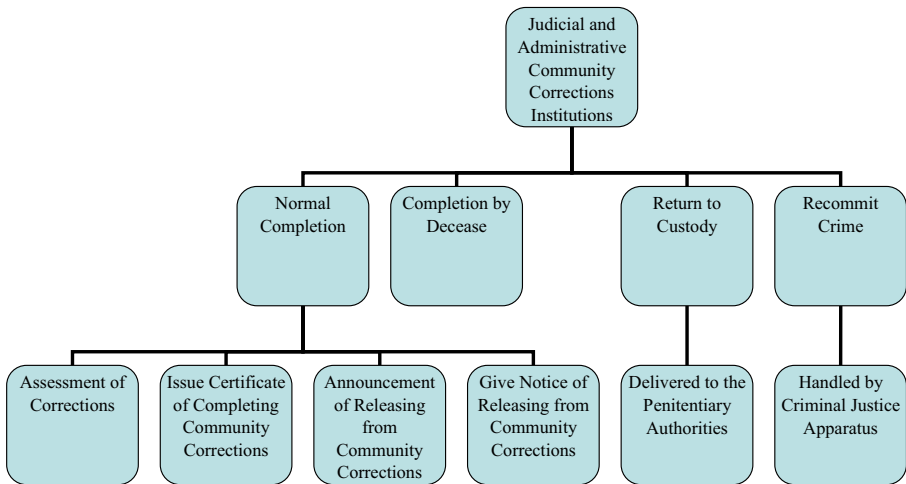 Judicial and
Administrative
Community
Corrections
Institutions
Normal
Completion
Completion by
Decease
Return to
Custody
Recommit
Crime
Assessment of
Corrections
Issue Certificate
of Completing
Community
Corrections
Announcement
of Releasing
from
Community
Corrections
Give Notice of
Releasing from
Community
Corrections
Delivered to the
Penitentiary
Authorities
Handled by
Criminal Justice
Apparatus